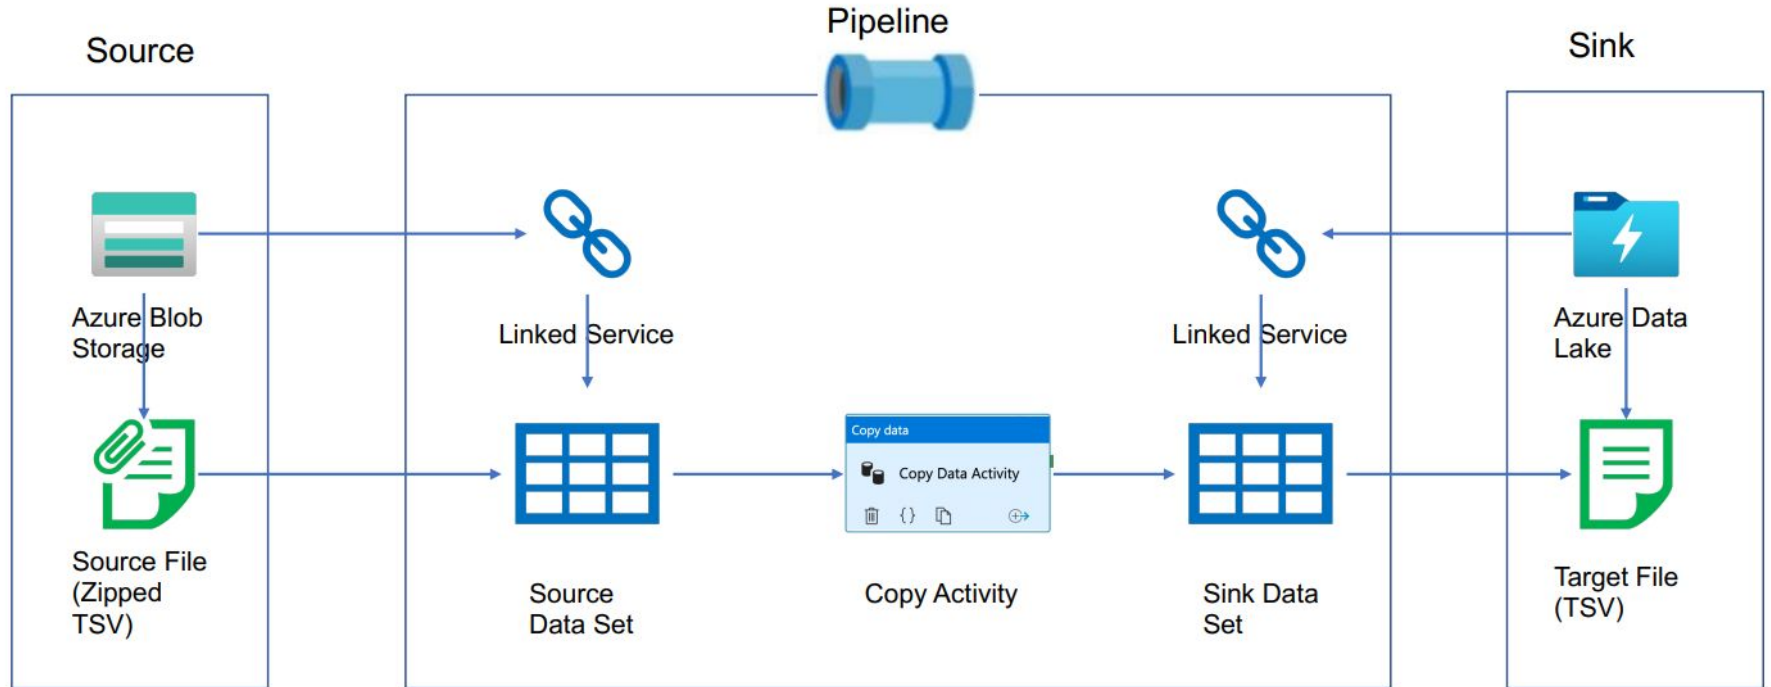 Pipeline
Source
Sink
Azure Blob
Storage
Linked Service
Linked Service
Azure Data
Lake
Copy data
Copy Data Activity
{}
Source File
(Zipped
TSV)
Source
Data Set
Copy Activity
Sink Data
Set
Target File
(TSV)